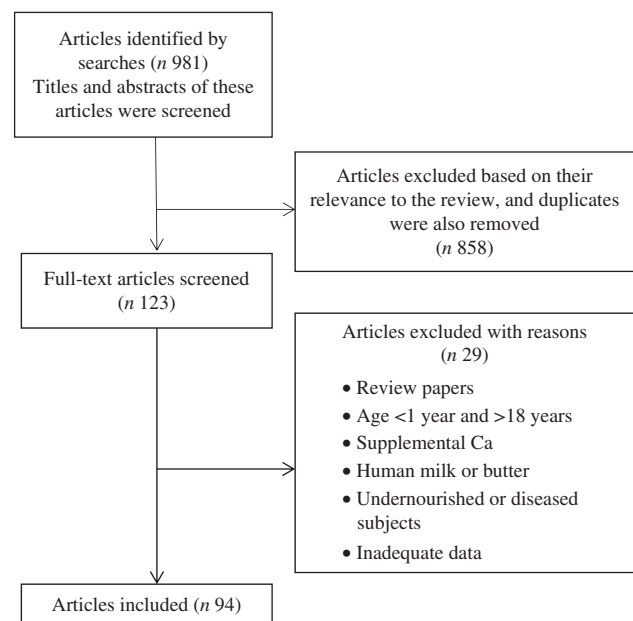 Articles identified by
searches (n 981)
Titles and abstracts of these
articles were screened
Articles excluded based on their
relevance to the review, and duplicates
were also removed
(n 858)
Full-text articles screened
(n 123)
Articles excluded with reasons
(n 29)
• Review papers
• Age <1 year and >18 years
• Supplemental Ca
• Human milk or butter
• Undernourished or diseased
subjects
• Inadequate data
Articles included (n 94)